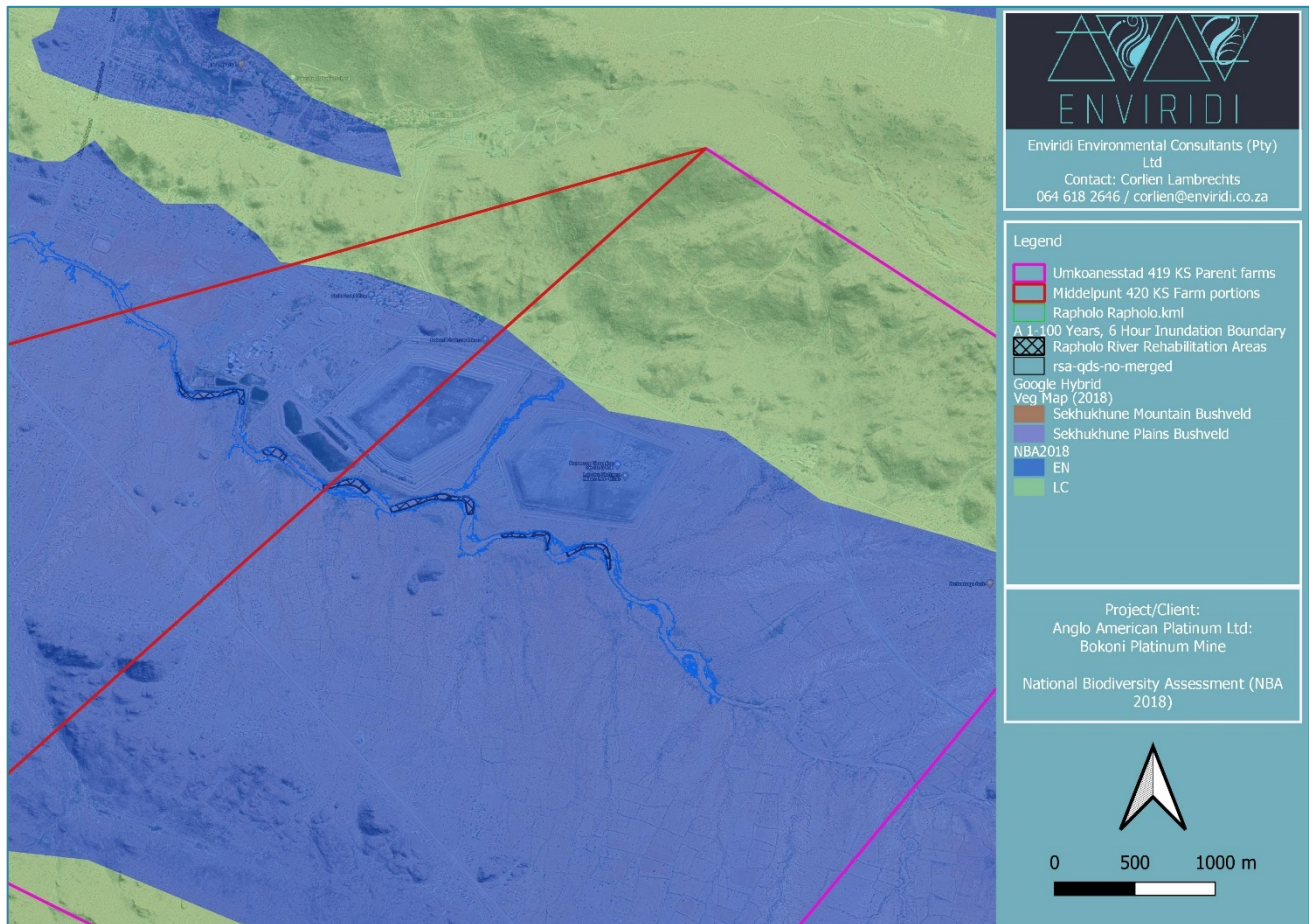 ENVIRIDI
Enviridi Environmental Consultants (Pty)
Ltd
Contact: Corlien Lambrechts
064 618 2646 / corlien@enviridi.co.za
Legend
Umkoanesstad 419 KS Parent farms
Middelpunt 420 KS Farm portions
Rapholo Rapholo.kml
A 1-100 Years, 6 Hour Inundation Boundary
Rapholo River Rehabilitation Areas
rsa-qds-no-merged
Google Hybrid
Veg Map (2018)
Sekhukhune Mountain Bushveld
Sekhukhune Plains Bushveld
NBA2018
EN
LC
Project/Client:
Anglo American Platinum Ltd:
Bokoni Platinum Mine
National Biodiversity Assessment (NBA
2018)
0 500 1000 m